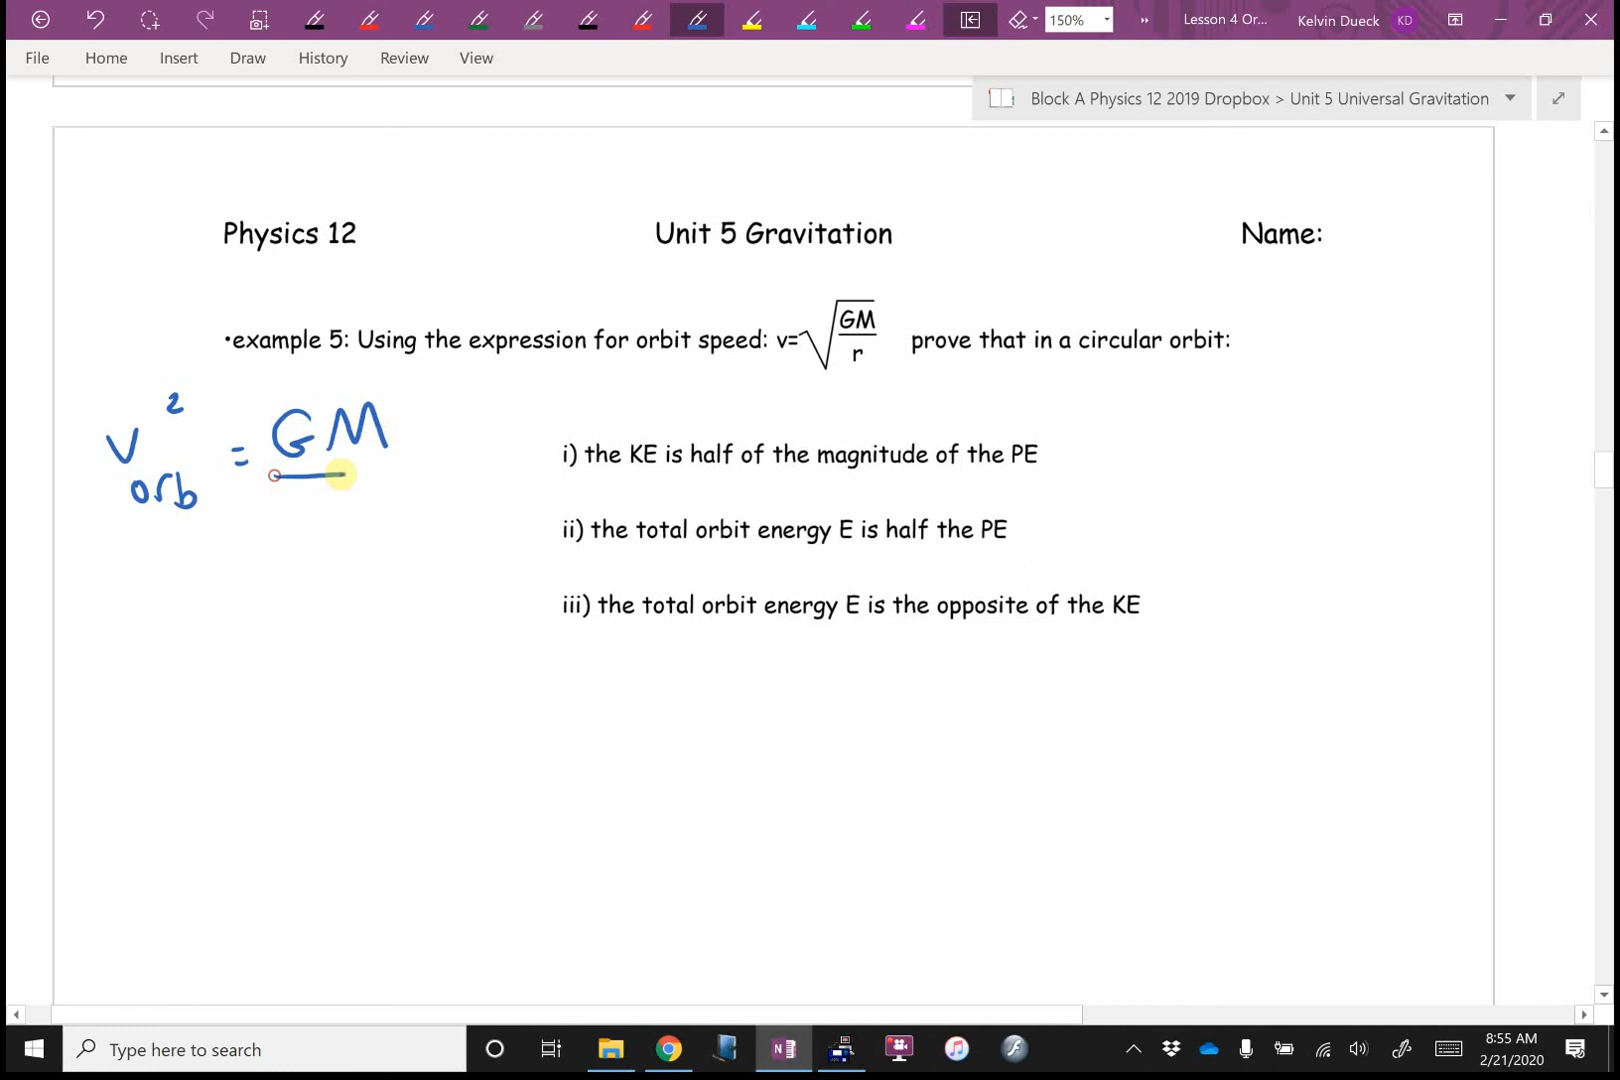 150%
Lesson 4 Or...
Kelvin Dueck
KD
File
Home
Insert
Draw
History
Review
View
Block A Physics 12 2019 Dropbox > Unit 5 Universal Gravitation
Physics 12 Unit 5 Gravitation Name:
•example 5: Using the expression for orbit speed: v=√GM/r prove that in a circular orbit:
v²orb = GM
i) the KE is half of the magnitude of the PE
ii) the total orbit energy E is half the PE
iii) the total orbit energy E is the opposite of the KE
Type here to search
N
8:55 AM
2/21/2020